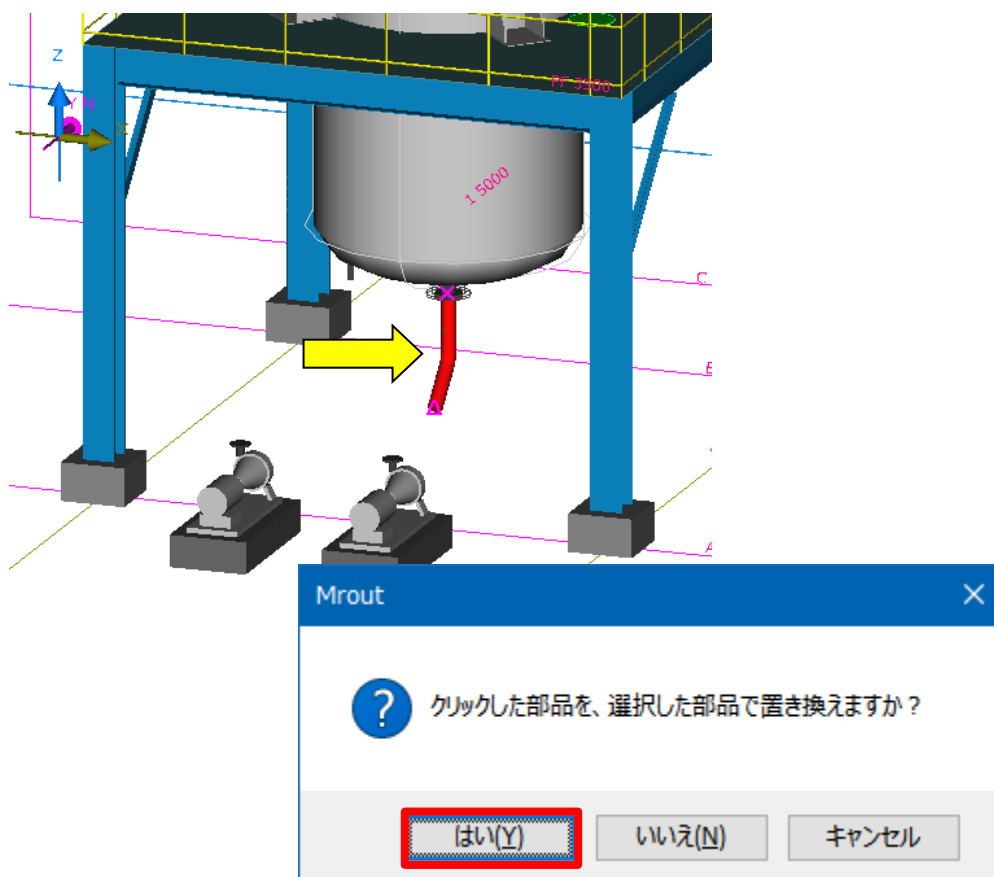 Z
Y N
X
PF 3500
1 5000
C
B
A
Mrout
クリックした部品を、選択した部品で置き換えますか？
はい(Y)
いいえ(N)
キャンセル